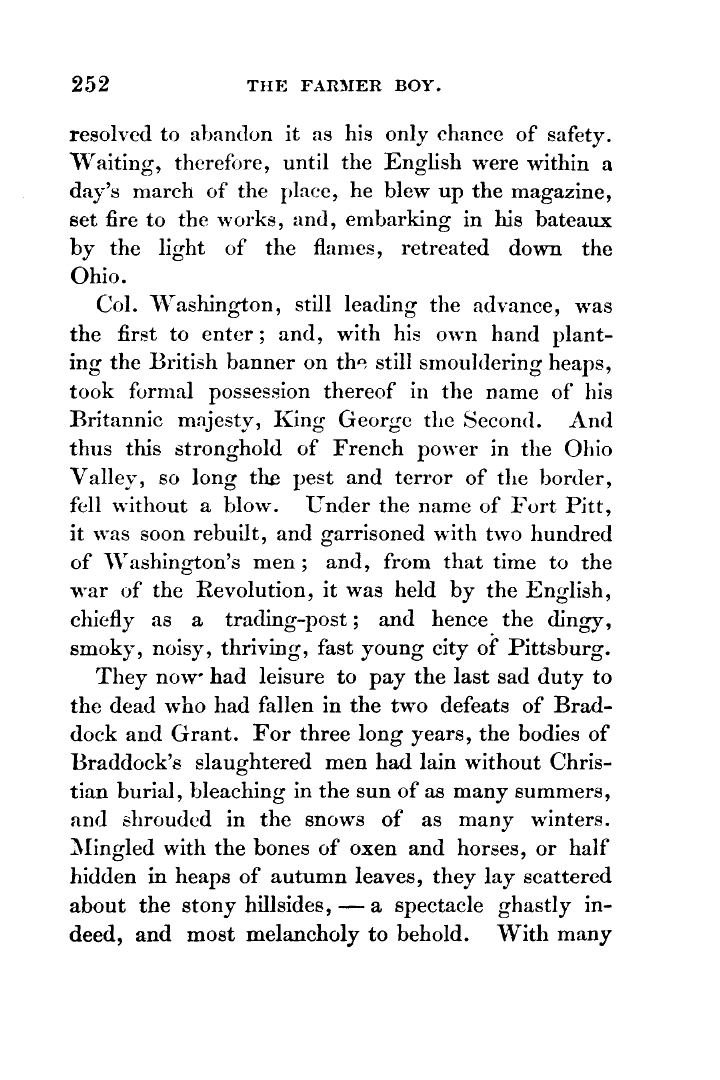 252 THE FARMER BOY.
resolved to abandon it as his only chance of safety.
Waiting, therefore, until the English were within a
day's march of the place, he blew up the magazine,
set fire to the works, and, embarking in his bateaux
by the light of the flames, retreated down the
Ohio.
Col. Washington, still leading the advance, was
the first to enter; and, with his own hand plant-
ing the British banner on the still smouldering heaps,
took formal possession thereof in the name of his
Britannic majesty, King George the Second. And
thus this stronghold of French power in the Ohio
Valley, so long the pest and terror of the border,
fell without a blow. Under the name of Fort Pitt,
it was soon rebuilt, and garrisoned with two hundred
of Washington's men; and, from that time to the
war of the Revolution, it was held by the English,
chiefly as a trading-post; and hence the dingy,
smoky, noisy, thriving, fast young city of Pittsburg.
They now had leisure to pay the last sad duty to
the dead who had fallen in the two defeats of Brad-
dock and Grant. For three long years, the bodies of
Braddock's slaughtered men had lain without Chris-
tian burial, bleaching in the sun of as many summers,
and shrouded in the snows of as many winters.
Mingled with the bones of oxen and horses, or half
hidden in heaps of autumn leaves, they lay scattered
about the stony hillsides, — a spectacle ghastly in-
deed, and most melancholy to behold. With many